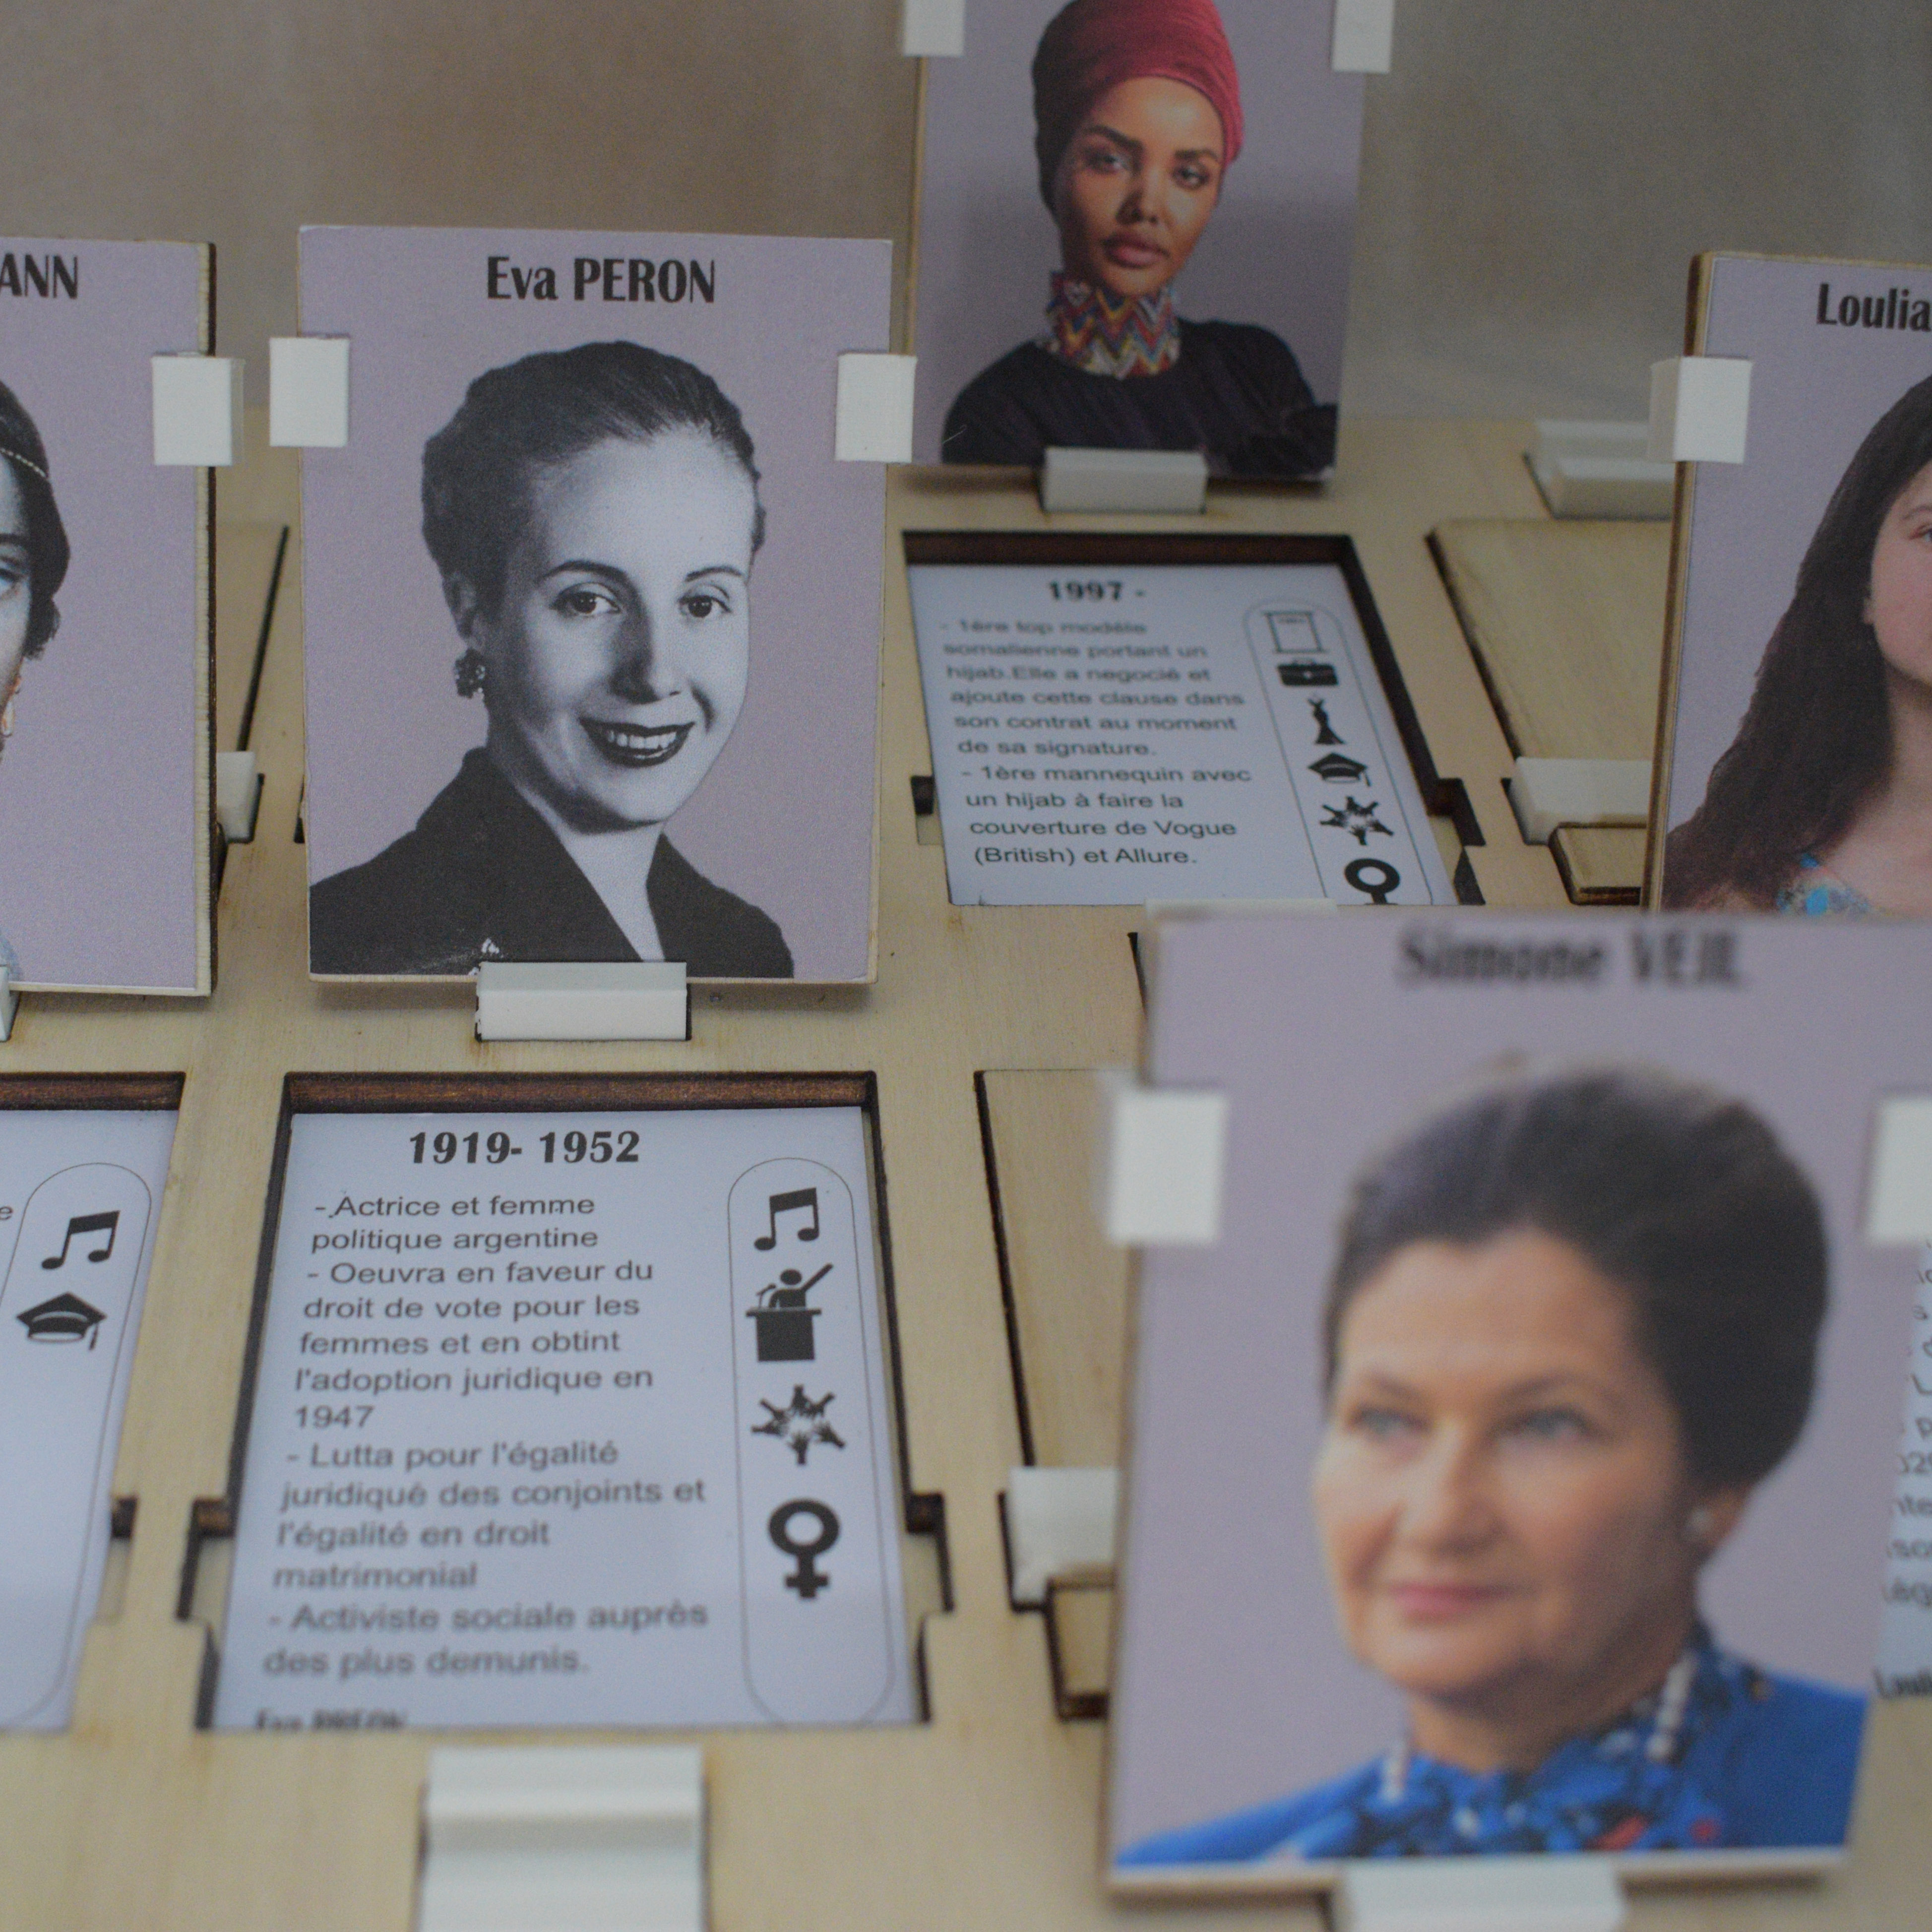 ANN
Eva PERON
Loulia
1997 -
- 1ère top modèle
somalienne portant un
hijab.Elle a negocié et
ajoute cette clause dans
son contrat au moment
de sa signature.
- 1ère mannequin avec
un hijab à faire la
couverture de Vogue
(British) et Allure.
Simone VEIL
1919- 1952
- Actrice et femme
politique argentine
- Oeuvra en faveur du
droit de vote pour les
femmes et en obtint
l'adoption juridique en
1947
- Lutta pour l'égalité
juridiqué des conjoints et
l'égalité en droit
matrimonial
- Activiste sociale auprès
des plus demunis.
Eva
e